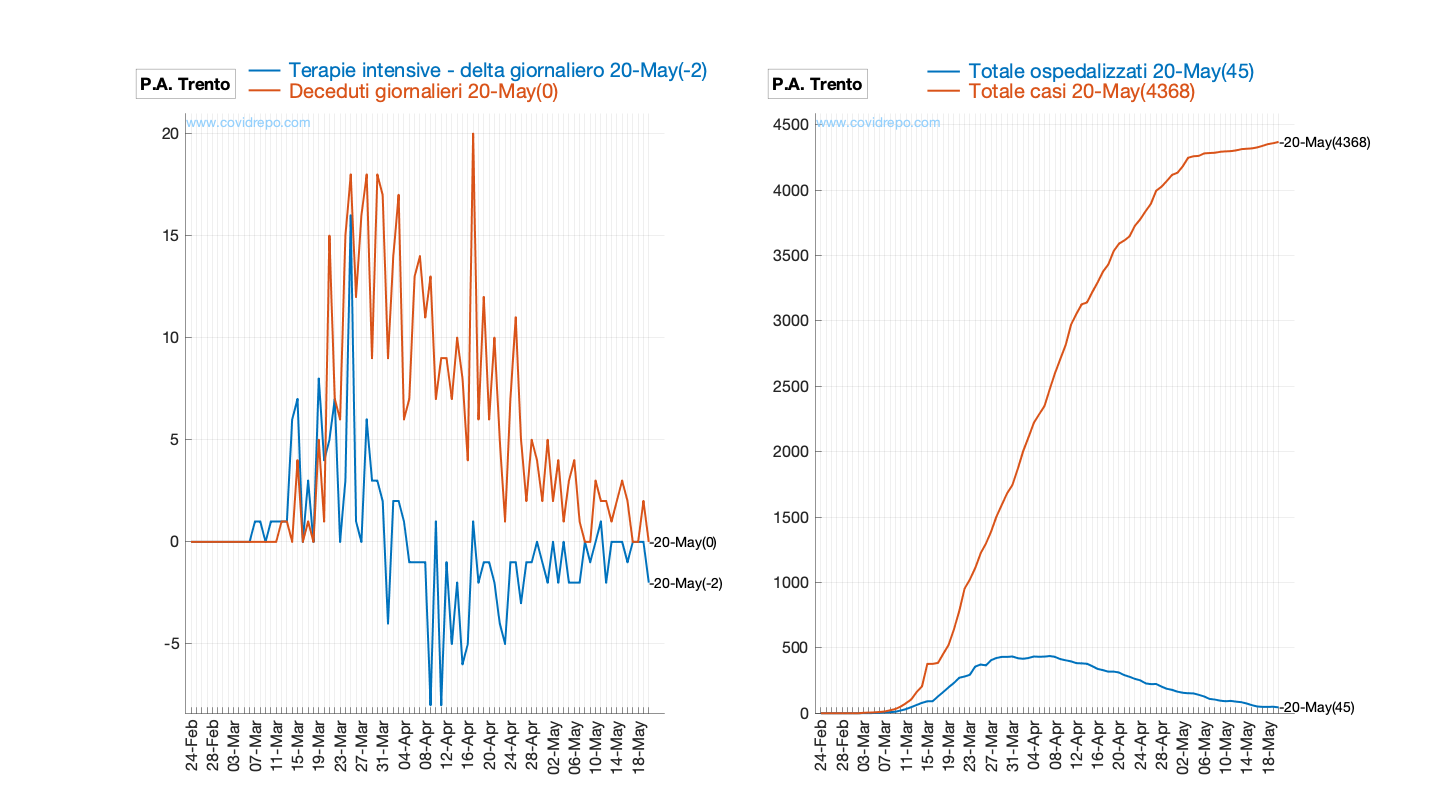 P.A. Trento
Terapie intensive - delta giornaliero 20-May(-2)
Deceduti giornalieri 20-May(0)
www.covidrepo.com
20
15
10
5
0
-5
-20-May(0)
-20-May(-2)
24-Feb
28-Feb
03-Mar
07-Mar
11-Mar
15-Mar
19-Mar
23-Mar
27-Mar
31-Mar
04-Apr
08-Apr
12-Apr
16-Apr
20-Apr
24-Apr
28-Apr
02-May
06-May
10-May
14-May
18-May
P.A. Trento
Totale ospedalizzati 20-May(45)
Totale casi 20-May(4368)
www.covidrepo.com
4500
4000
3500
3000
2500
2000
1500
1000
500
0
-20-May(4368)
-20-May(45)
24-Feb
28-Feb
03-Mar
07-Mar
11-Mar
15-Mar
19-Mar
23-Mar
27-Mar
31-Mar
04-Apr
08-Apr
12-Apr
16-Apr
20-Apr
24-Apr
28-Apr
02-May
06-May
10-May
14-May
18-May